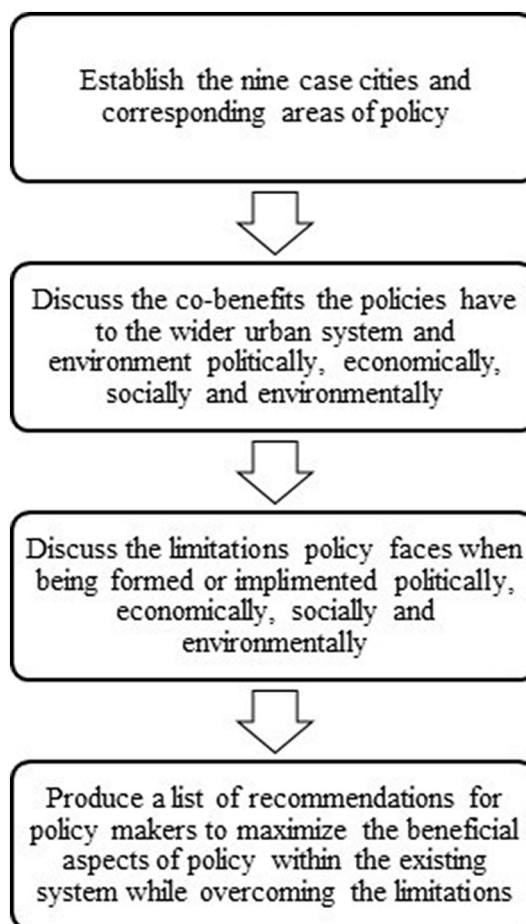 Establish the nine case cities and
corresponding areas of policy
Discuss the co-benefits the policies have
to the wider urban system and
environment politically, economically,
socially and environmentally
Discuss the limitations policy faces when
being formed or implimented politically,
economically, socially and
environmentally
Produce a list of recommendations for
policy makers to maximize the beneficial
aspects of policy within the existing
system while overcoming the limitations